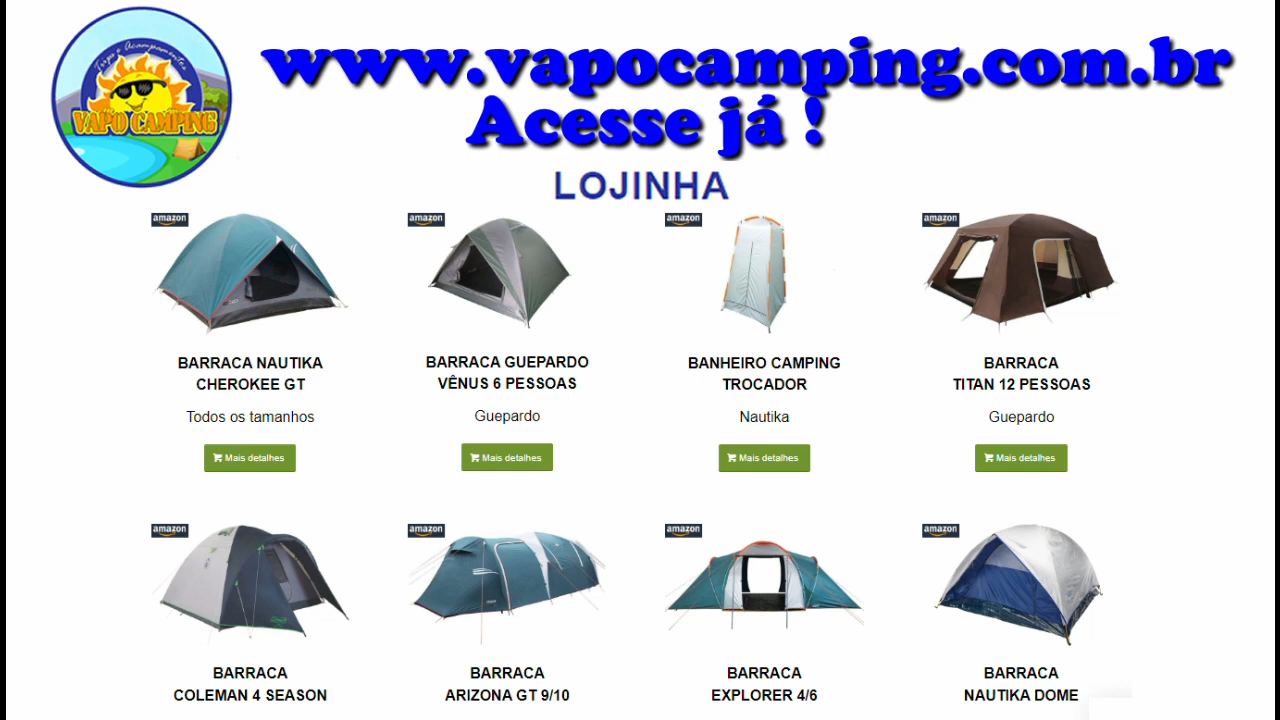 Trips e Acampamentos
VAPO CAMPING
www.vapocamping.com.br
Acesse já !
LOJINHA
amazon
amazon
amazon
amazon
BARRACA NAUTIKA
CHEROKEE GT
Todos os tamanhos
Mais detalhes
BARRACA GUEPARDO
VÊNUS 6 PESSOAS
Guepardo
Mais detalhes
BANHEIRO CAMPING
TROCADOR
Nautika
Mais detalhes
BARRACA
TITAN 12 PESSOAS
Guepardo
Mais detalhes
amazon
amazon
amazon
amazon
BARRACA
COLEMAN 4 SEASON
BARRACA
ARIZONA GT 9/10
BARRACA
EXPLORER 4/6
BARRACA
NAUTIKA DOME